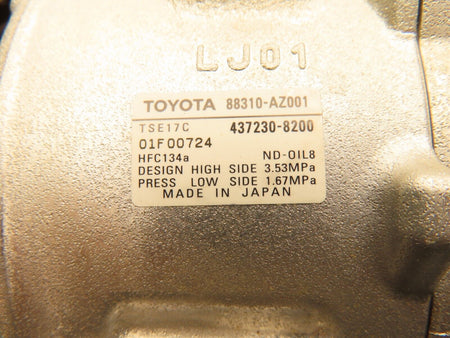 LJ01
TOYOTA 88310-AZ001
TSE17C 437230-8200
01F00724
HFC134a ND-OIL8
DESIGN HIGH SIDE 3.53MPa
PRESS LOW SIDE 1.67MPa
MADE IN JAPAN